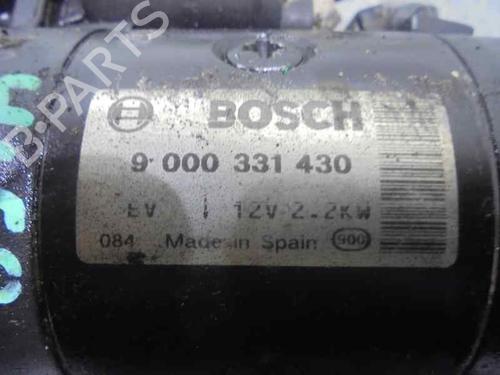 B-PARTS
BOSCH
9 000 331 430
EV 12V 2.2KW
084 Made in Spain 900